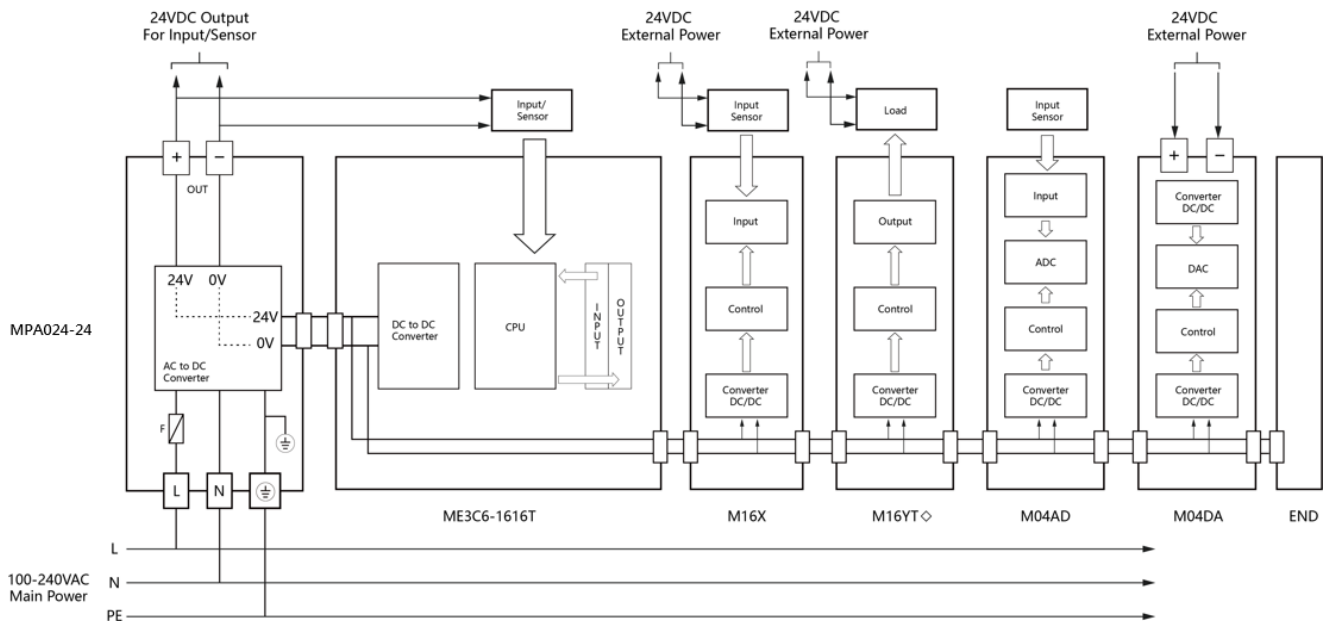 24VDC Output
For Input/Sensor
24VDC
External Power
24VDC
External Power
24VDC
External Power
Input/
Sensor
Input
Sensor
Load
Input
Sensor
+
−
OUT
+
−
24V
0V
24V
0V
AC to DC
Converter
F
L
N
MPA024-24
DC to DC
Converter
CPU
INPUT
OUTPUT
ME3C6-1616T
Input
Control
Converter
DC/DC
M16X
Output
Control
Converter
DC/DC
M16YT◇
Input
ADC
Control
Converter
DC/DC
M04AD
Converter
DC/DC
DAC
Control
Converter
DC/DC
M04DA
END
100-240VAC
Main Power
L
N
PE